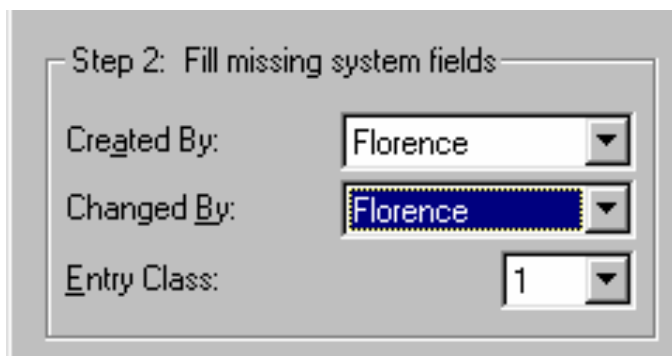 Step 2: Fill missing system fields
Created By: Florence
Changed By: Florence
Entry Class: 1